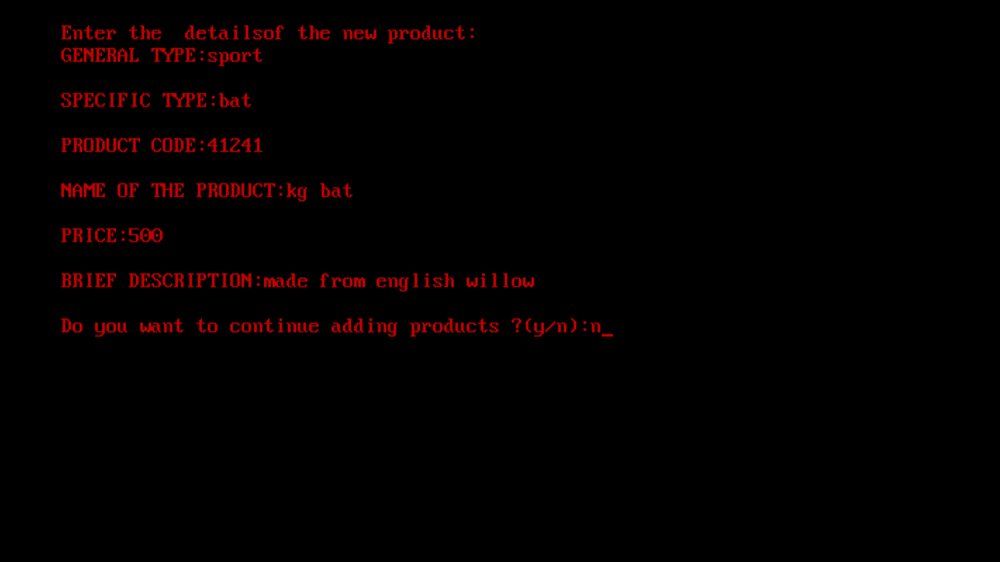 Enter the  detailsof the new product:
GENERAL TYPE:sport
SPECIFIC TYPE:bat
PRODUCT CODE:41241
NAME OF THE PRODUCT:kg bat
PRICE:500
BRIEF DESCRIPTION:made from english willow
Do you want to continue adding products ?(y/n):n_